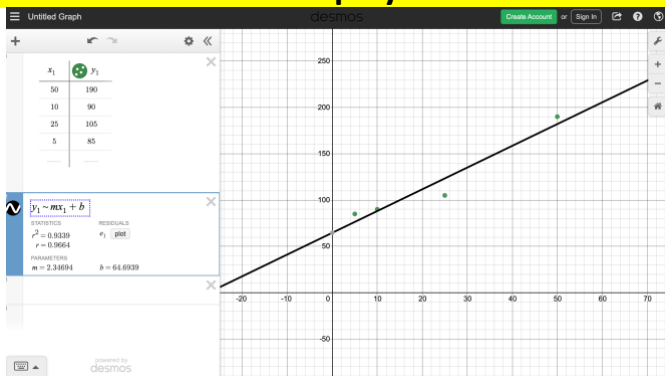 Untitled Graph
desmos
Create Account or Sign In
x₁ y₁
50 190
10 90
25 105
5 85
y₁ ~ mx₁ + b
STATISTICS RESIDUALS
r² = 0.9339 e₁ plot
r = 0.9664
PARAMETERS
m = 2.34694 b = 64.6939
powered by
desmos
250
200
150
100
50
-20 -10 0 10 20 30 40 50 60 70
-50